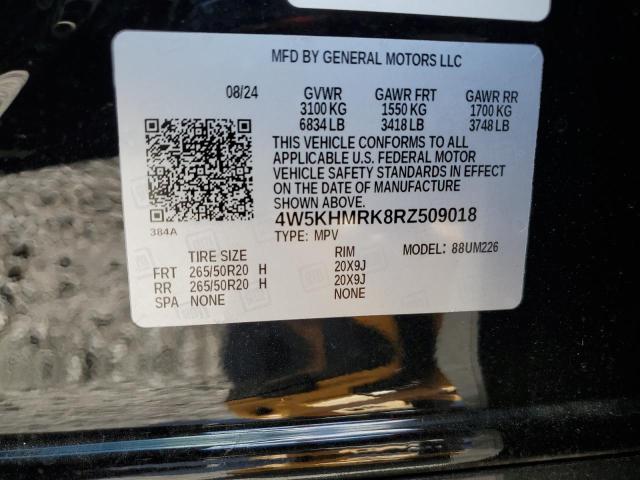 MFD BY GENERAL MOTORS LLC
08/24 GVWR GAWR FRT GAWR RR
3100 KG 1550 KG 1700 KG
6834 LB 3418 LB 3748 LB
THIS VEHICLE CONFORMS TO ALL
APPLICABLE U.S. FEDERAL MOTOR
VEHICLE SAFETY STANDARDS IN EFFECT
ON THE DATE OF MANUFACTURE
SHOWN ABOVE.
4W5KHMRK8RZ509018
384A TYPE: MPV MODEL: 88UM226
TIRE SIZE RIM
FRT 265/50R20 H 20X9J
RR 265/50R20 H 20X9J
SPA NONE NONE